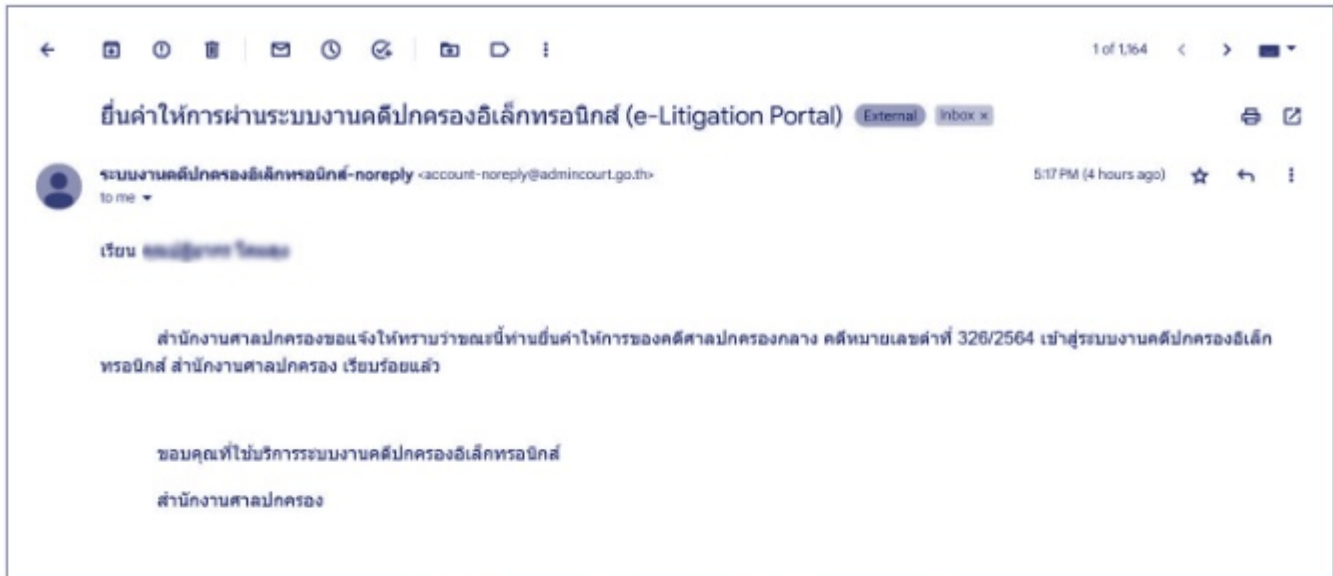 1 of 1,164
ยื่นคำให้การผ่านระบบงานคดีปกครองอิเล็กทรอนิกส์ (e-Litigation Portal) External Inbox ×
ระบบงานคดีปกครองอิเล็กทรอนิกส์-noreply <account-noreply@admincourt.go.th> 5:17 PM (4 hours ago)
to me
เรียน
สำนักงานศาลปกครองขอแจ้งให้ทราบว่าขณะนี้ท่านยื่นคำให้การของคดีศาลปกครองกลาง คดีหมายเลขดำที่ 326/2564 เข้าสู่ระบบงานคดีปกครองอิเล็ก
ทรอนิกส์ สำนักงานศาลปกครอง เรียบร้อยแล้ว
ขอบคุณที่ใช้บริการระบบงานคดีปกครองอิเล็กทรอนิกส์
สำนักงานศาลปกครอง